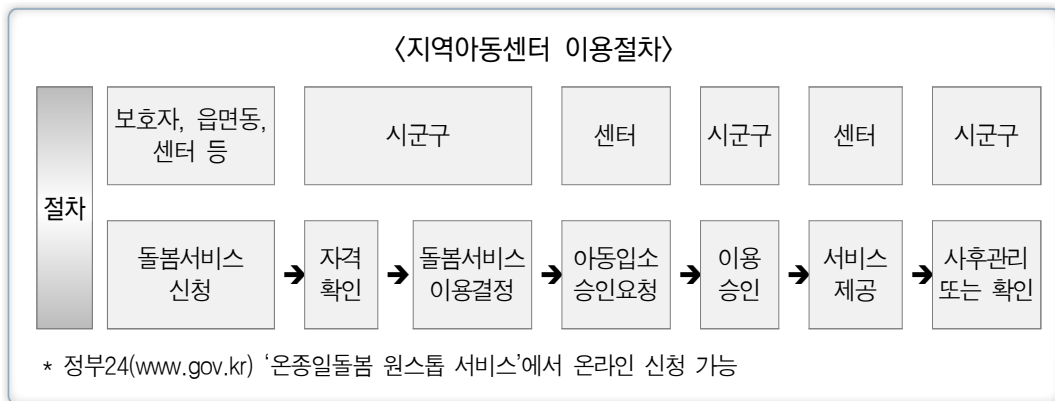 〈지역아동센터 이용절차〉
절차
보호자, 읍면동,
센터 등
시군구
센터
시군구
센터
시군구
돌봄서비스
신청
➔
자격
확인
➔
돌봄서비스
이용결정
➔
아동입소
승인요청
➔
이용
승인
➔
서비스
제공
➔
사후관리
또는 확인
* 정부24(www.gov.kr) ‘온종일돌봄 원스톱 서비스’에서 온라인 신청 가능